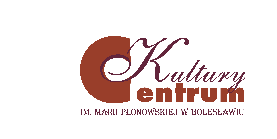 Kultury
Centrum
IM. MARII PŁONOWSKIEJ W BOLESŁAWIU